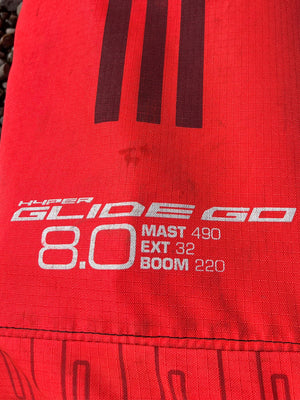 HYPER
GLIDE GO
8.0 MAST 490
EXT 32
BOOM 220